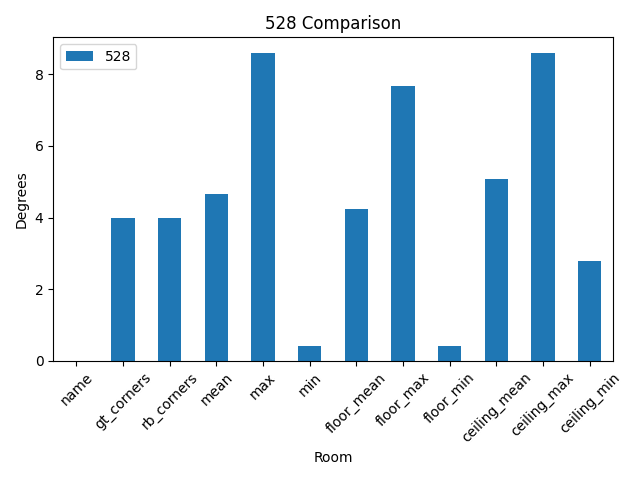 528 Comparison
528
8
6
4
2
0
Degrees
name
gt_corners
rb_corners
mean
max
min
floor_mean
floor_max
floor_min
ceiling_mean
ceiling_max
ceiling_min
Room